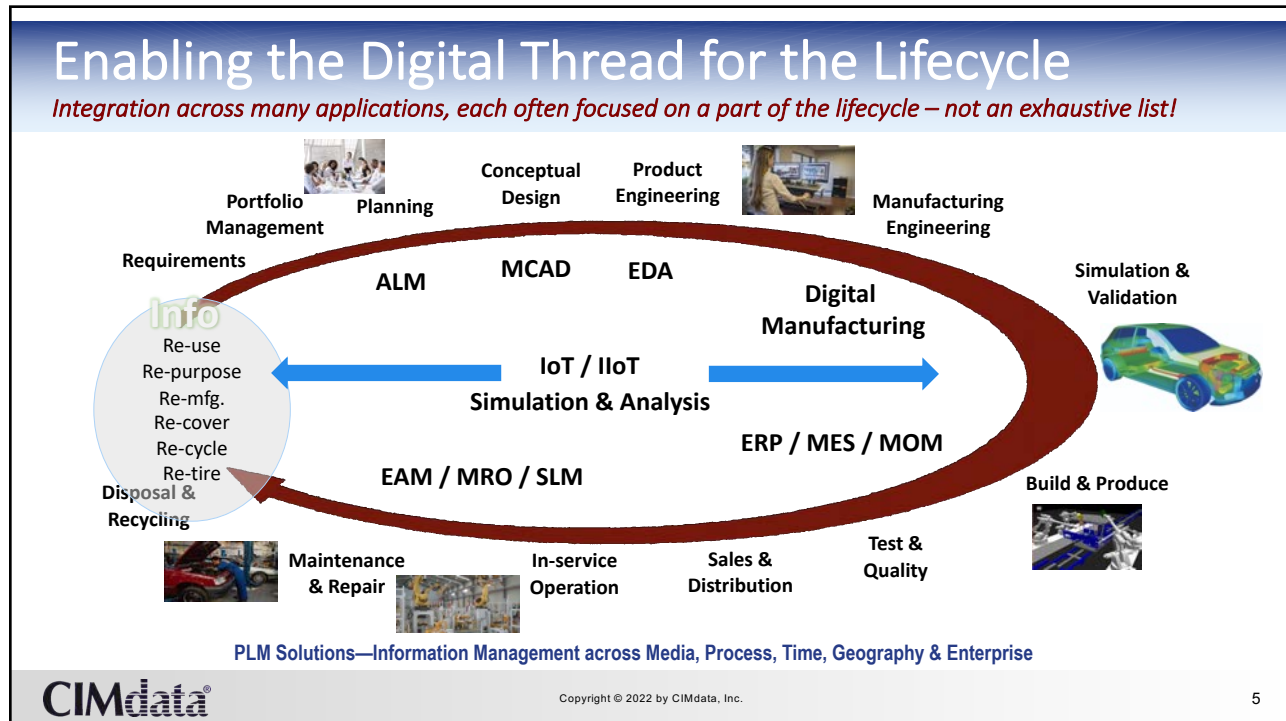 Enabling the Digital Thread for the Lifecycle
Integration across many applications, each often focused on a part of the lifecycle – not an exhaustive list!
Requirements
Portfolio
Management
Planning
Conceptual
Design
Product
Engineering
Manufacturing
Engineering
Simulation &
Validation
ALM
MCAD
EDA
Digital
Manufacturing
Info
Re-use
Re-purpose
Re-mfg.
Re-cover
Re-cycle
Re-tire
IoT / IIoT
Simulation & Analysis
ERP / MES / MOM
EAM / MRO / SLM
Build & Produce
Test &
Quality
Sales &
Distribution
In-service
Operation
Maintenance
& Repair
Disposal &
Recycling
PLM Solutions—Information Management across Media, Process, Time, Geography & Enterprise
CIMdata®
Copyright © 2022 by CIMdata, Inc.
5